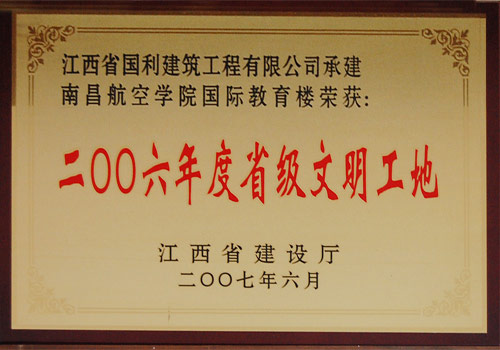 江西省国利建筑工程有限公司承建
南昌航空学院国际教育楼荣获:
二〇〇六年度省级文明工地
江西省建设厅
二〇〇七年六月